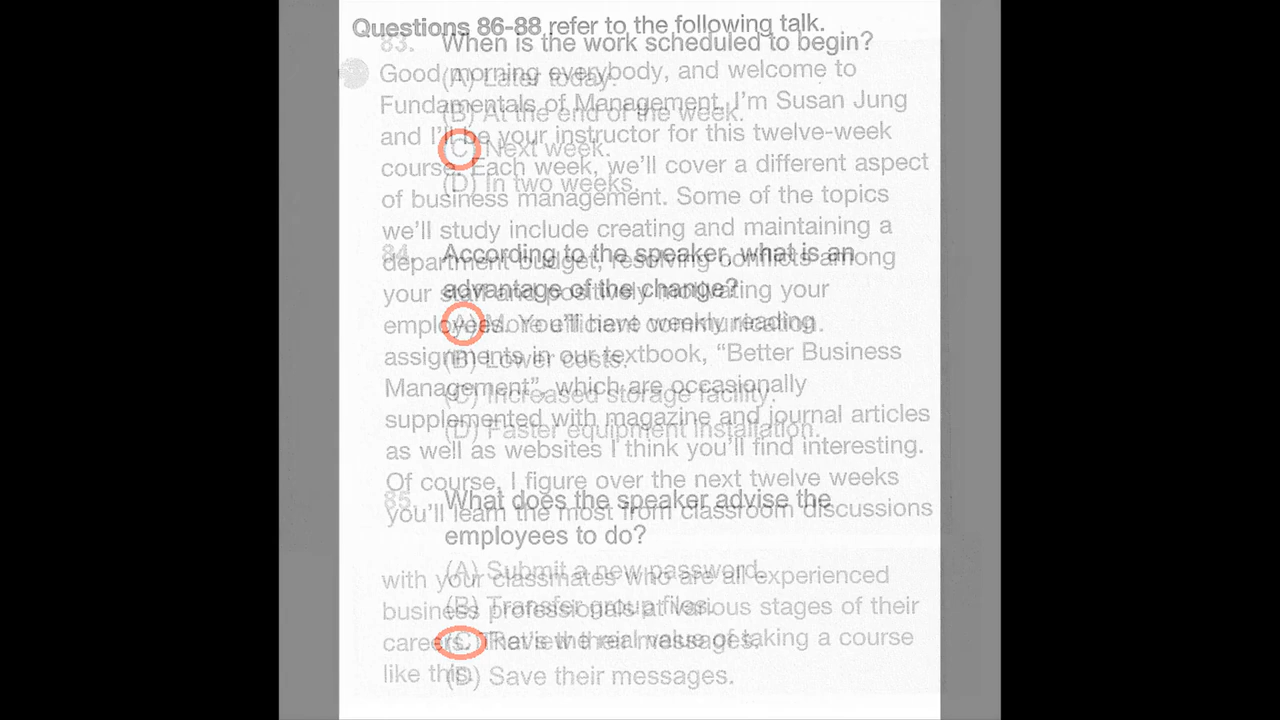 Questions 86-88 refer to the following talk.
83. When is the work scheduled to begin?
Good morning everybody, and welcome to
(A) Later today.
Fundamentals of Management. I'm Susan Jung
(B) At the end of the week.
and I'll be your instructor for this twelve-week
(C) Next week.
course. Each week, we'll cover a different aspect
(D) In two weeks.
of business management. Some of the topics
we'll study include creating and maintaining a
84. According to the speaker, what is an
department budget, resolving conflicts among
advantage of the change?
your staff and positively motivating your
employees. You'll have weekly reading
(A) More efficient communication.
assignments in our textbook, “Better Business
(B) Lower costs.
Management”, which are occasionally
(C) Increased storage facility.
supplemented with magazine and journal articles
(D) Faster equipment installation.
as well as websites I think you'll find interesting.
Of course, I figure over the next twelve weeks
85. What does the speaker advise the
you'll learn the most from classroom discussions
employees to do?
(A) Submit a new password.
with your classmates who are all experienced
(B) Transfer group files.
business professionals at various stages of their
(C) Review their messages.
careers. That's the real value of taking a course
like this.
(D) Save their messages.